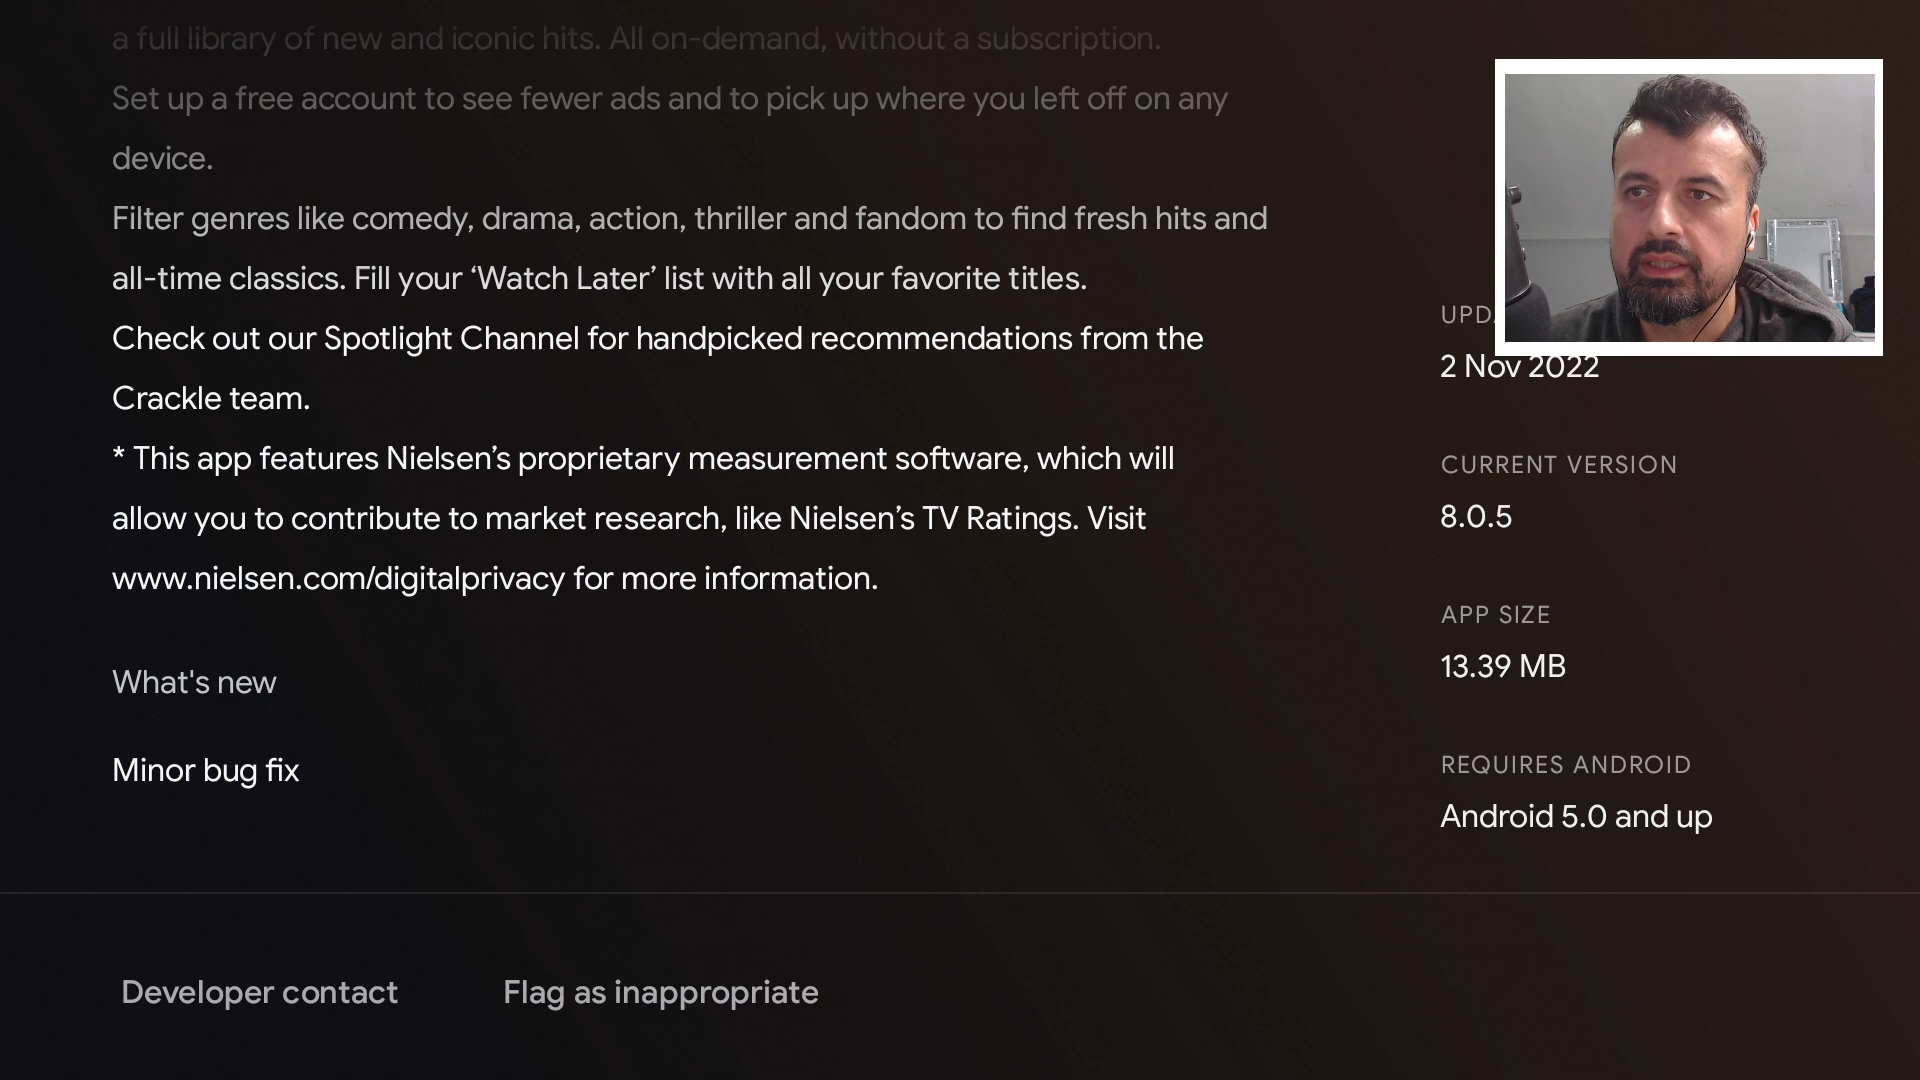 a full library of new and iconic hits. All on-demand, without a subscription.
Set up a free account to see fewer ads and to pick up where you left off on any
device.
Filter genres like comedy, drama, action, thriller and fandom to find fresh hits and
all-time classics. Fill your ‘Watch Later’ list with all your favorite titles.
Check out our Spotlight Channel for handpicked recommendations from the
Crackle team.
* This app features Nielsen’s proprietary measurement software, which will
allow you to contribute to market research, like Nielsen’s TV Ratings. Visit
www.nielsen.com/digitalprivacy for more information.
What's new
Minor bug fix
2 Nov 2022
CURRENT VERSION
8.0.5
APP SIZE
13.39 MB
REQUIRES ANDROID
Android 5.0 and up
Developer contact
Flag as inappropriate